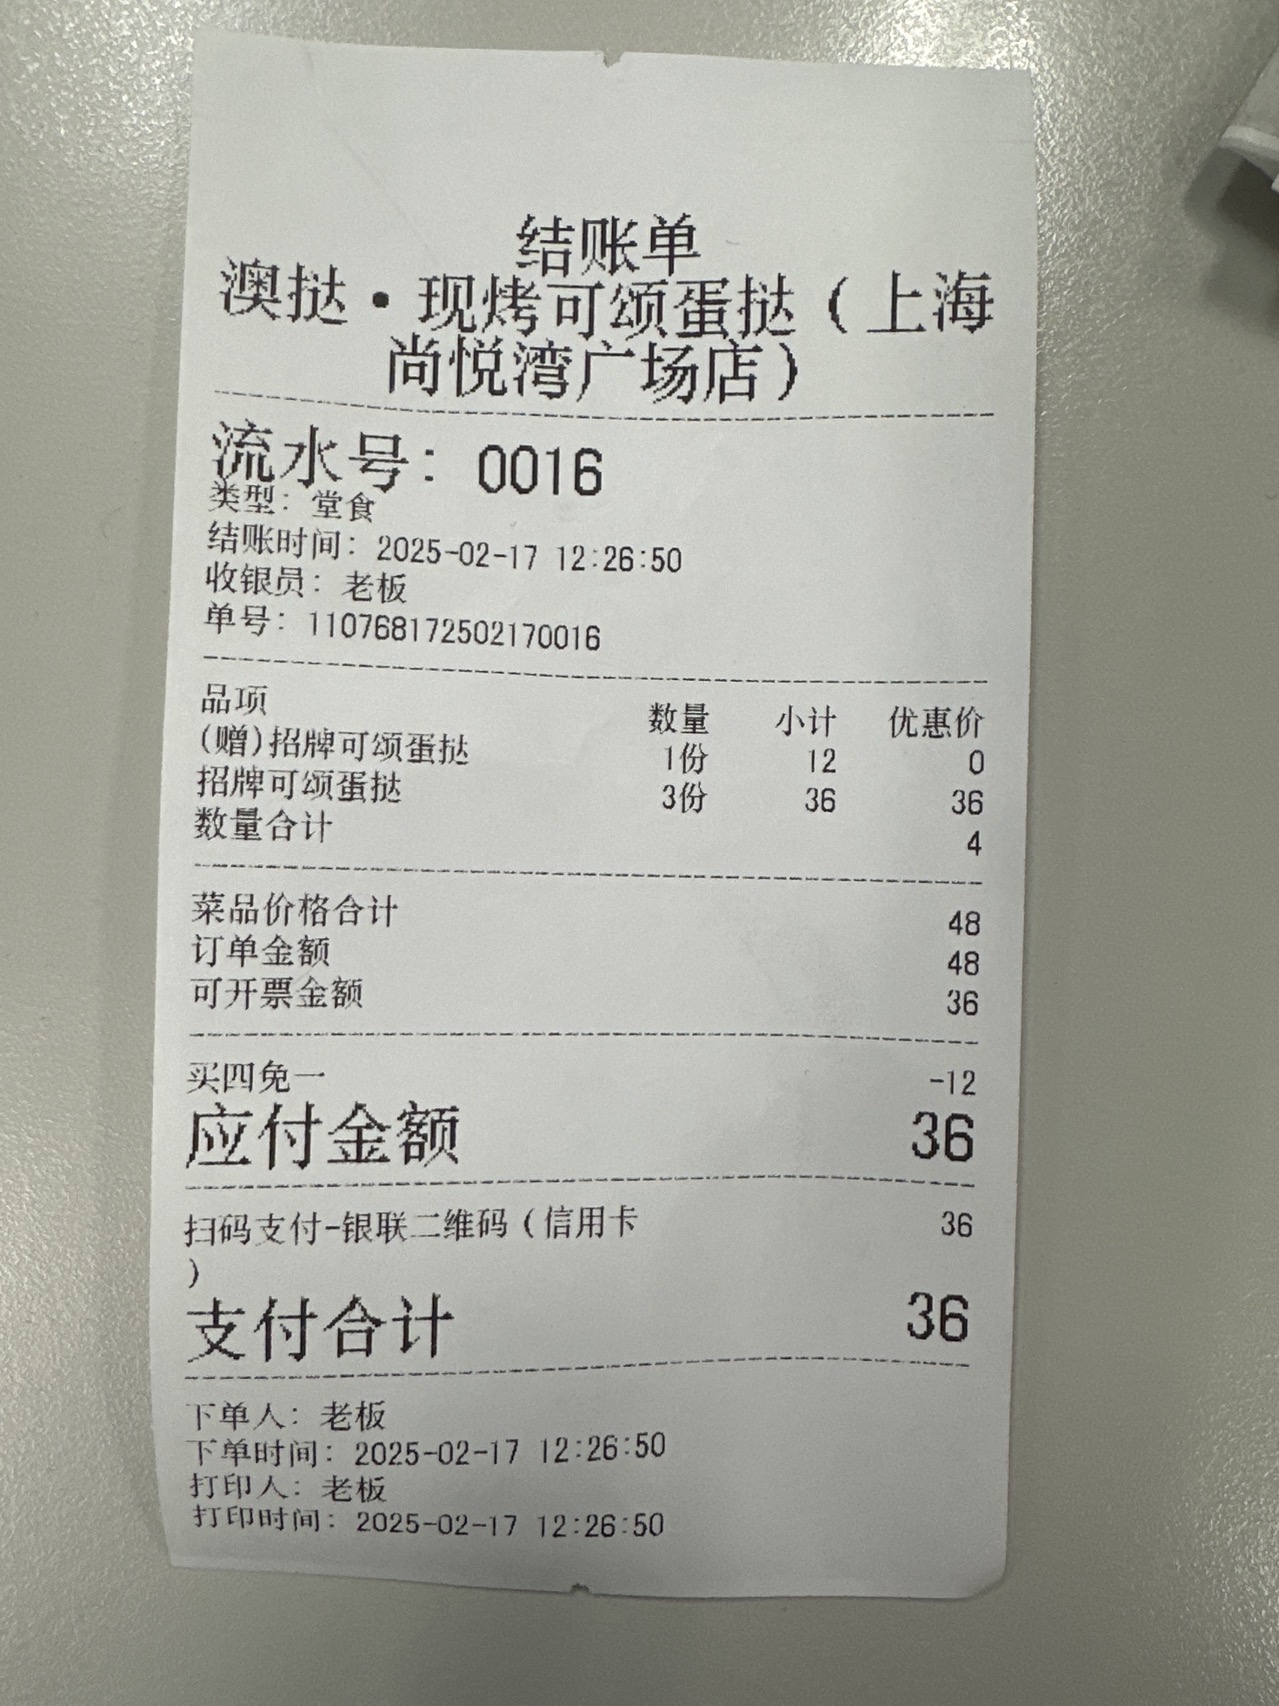 结账单
澳挞·现烤可颂蛋挞（上海
尚悦湾广场店）
流水号：0016
类型：堂食
结账时间：2025-02-17 12:26:50
收银员：老板
单号：110768172502170016
品项 数量 小计 优惠价
(赠)招牌可颂蛋挞 1份 12 0
招牌可颂蛋挞 3份 36 36
数量合计 4
菜品价格合计 48
订单金额 48
可开票金额 36
买四免一 -12
应付金额 36
扫码支付-银联二维码（信用卡 36
）
支付合计 36
下单人：老板
下单时间：2025-02-17 12:26:50
打印人：老板
打印时间：2025-02-17 12:26:50